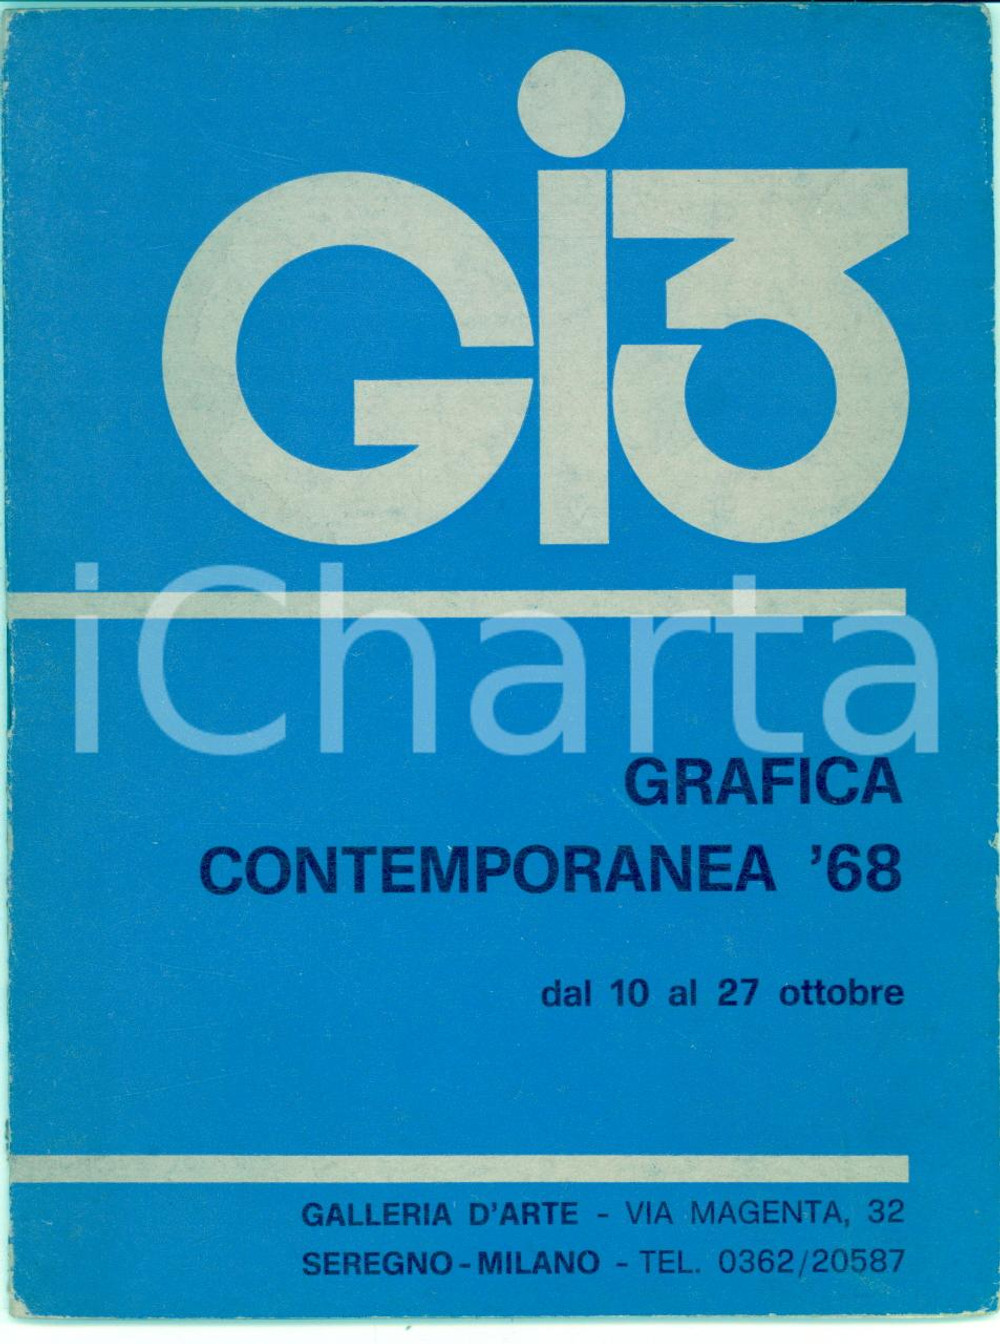 Gi3
iCharta
GRAFICA
CONTEMPORANEA '68
dal 10 al 27 ottobre
GALLERIA D'ARTE - VIA MAGENTA, 32
SEREGNO-MILANO - TEL. 0362/20587